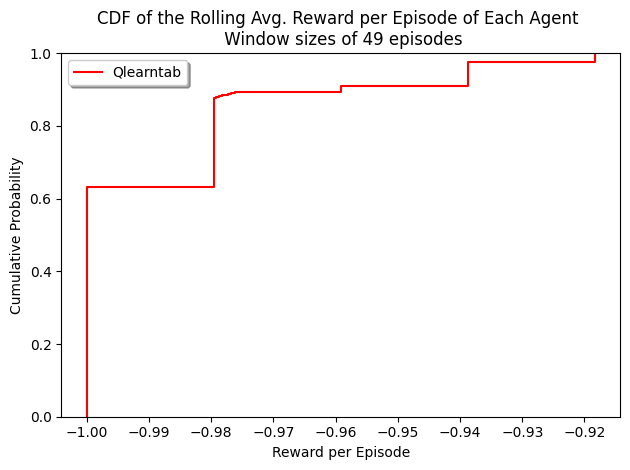 CDF of the Rolling Avg. Reward per Episode of Each Agent
Window sizes of 49 episodes
Qlearntab
Cumulative Probability
1.0
0.8
0.6
0.4
0.2
0.0
−1.00 −0.99 −0.98 −0.97 −0.96 −0.95 −0.94 −0.93 −0.92
Reward per Episode